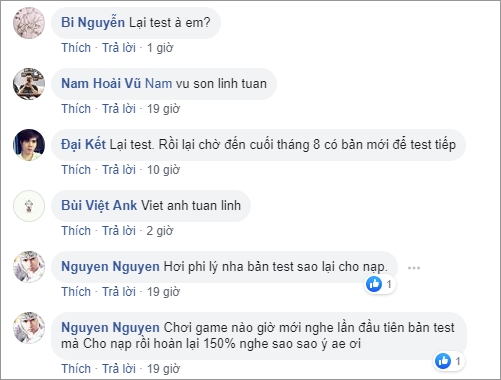 Bi Nguyễn Lại test à em?
Thích · Trả lời · 1 giờ
Nam Hoải Vũ Nam vu son linh tuan
Thích · Trả lời · 19 giờ
Đại Kết Lại test. Rồi lại chờ đến cuối tháng 8 có bản mới để test tiếp
Thích · Trả lời · 10 giờ
Bùi Việt Ank Viet anh tuan linh
Thích · Trả lời · 2 giờ
Nguyen Nguyen Hơi phi lý nha bản test sao lại cho nạp.
1
Thích · Trả lời · 19 giờ
Nguyen Nguyen Chơi game nào giờ mới nghe lần đầu tiên bản test
mà Cho nạp rồi hoàn lại 150% nghe sao sao ý ae ơi
1
Thích · Trả lời · 19 giờ